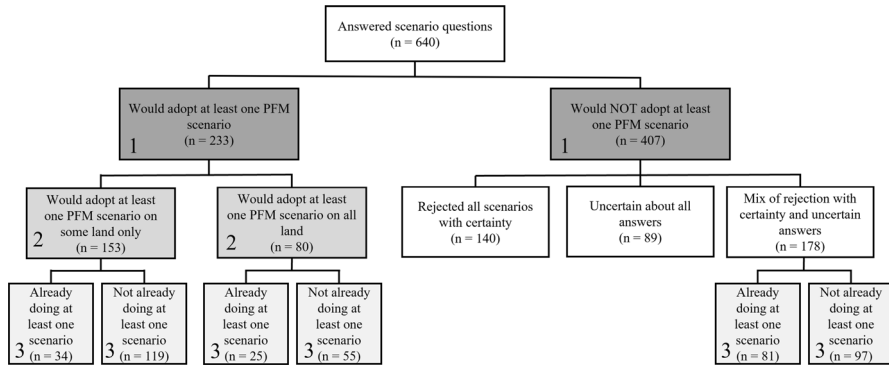 Answered scenario questions
(n = 640)
Would adopt at least one PFM
scenario
(n = 233)
1
Would NOT adopt at least
one PFM scenario
(n = 407)
1
Would adopt at least
one PFM scenario on
some land only
(n = 153)
2
Would adopt at least
one PFM scenario on all
land
(n = 80)
2
Rejected all scenarios
with certainty
(n = 140)
Uncertain about all
answers
(n = 89)
Mix of rejection with
certainty and uncertain
answers
(n = 178)
Already
doing at
least one
scenario
(n = 34)
3
Not already
doing at
least one
scenario
(n = 119)
3
Already
doing at
least one
scenario
(n = 25)
3
Not already
doing at
least one
scenario
(n = 55)
3
Already
doing at
least one
scenario
(n = 81)
3
Not already
doing at
least one
scenario
(n = 97)
3